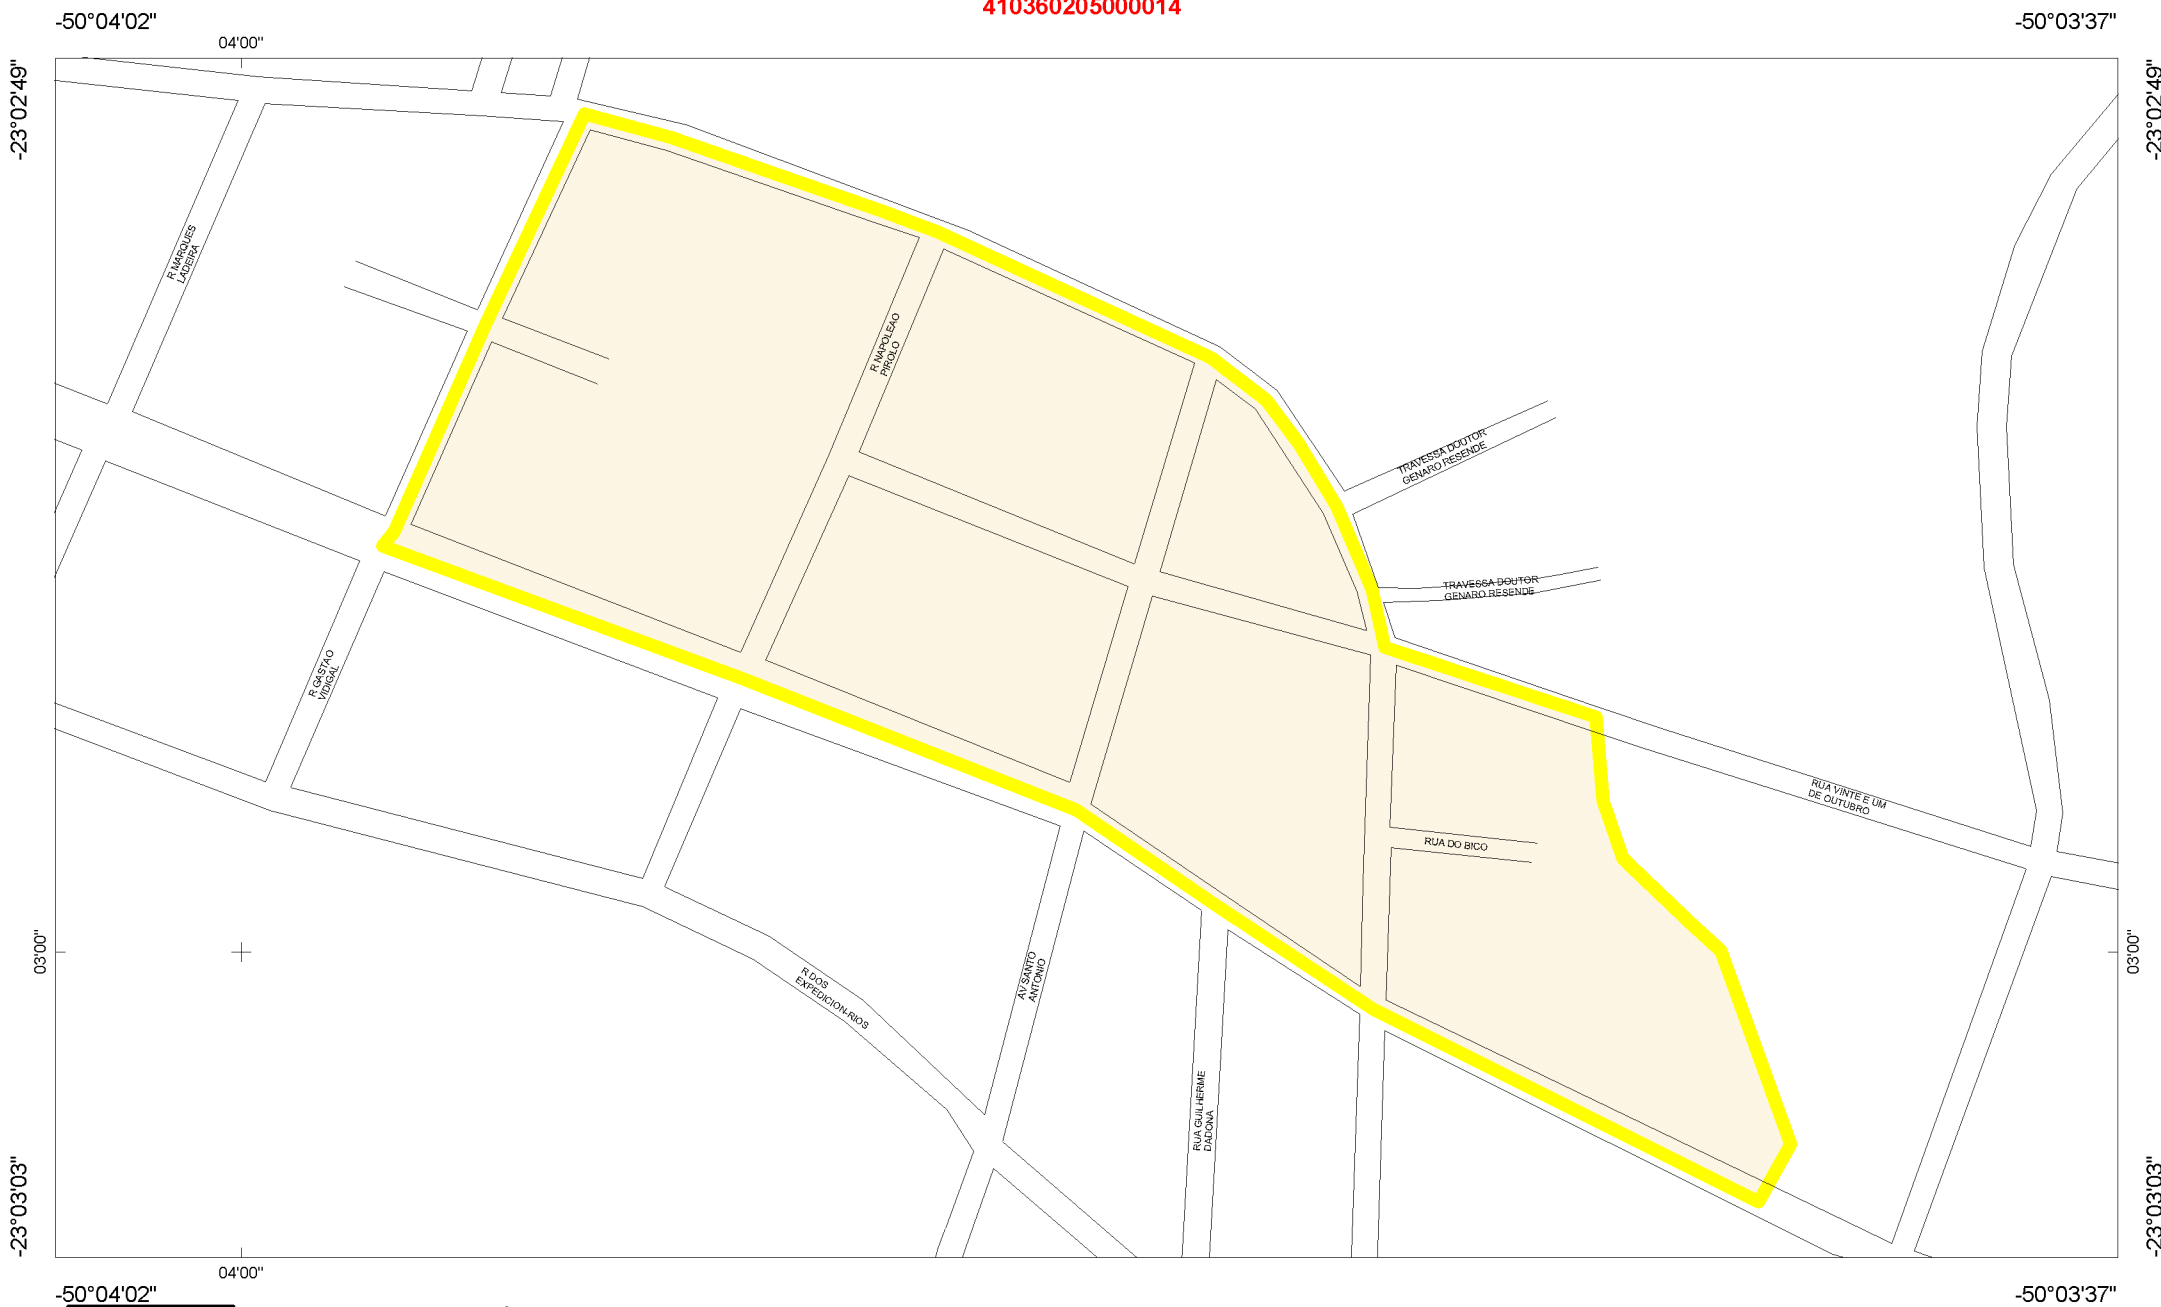 410360205000014
-50°04'02"
-50°03'37"
04'00"
-23°02'49"
-23°02'49"
R MARQUES
LADEIRA
R NAPOLEAO
PIROLO
TRAVESSA DOUTOR
GENARO RESENDE
TRAVESSA DOUTOR
GENARO RESENDE
R GASTAO
VIDIGAL
RUA VINTE E UM
DE OUTUBRO
RUA DO BICO
03'00"
03'00"
AV SANTO
ANTONIO
R DOS
EXPEDICION-RIOS
RUA GUILHERME
DADONA
-23°03'03"
-23°03'03"
04'00"
-50°04'02"
-50°03'37"